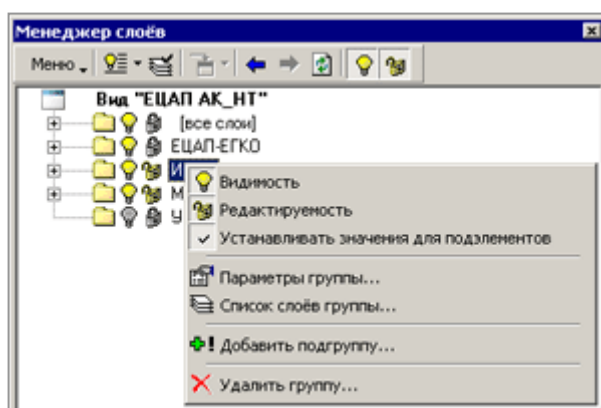 Менеджер слоёв
Меню
Вид "ЕЦАП АК_НТ"
[все слои]
ЕЦАП-ЕГКО
И
М
У
Видимость
Редактируемость
Устанавливать значения для подэлементов
Параметры группы...
Список слоёв группы...
Добавить подгруппу...
Удалить группу...